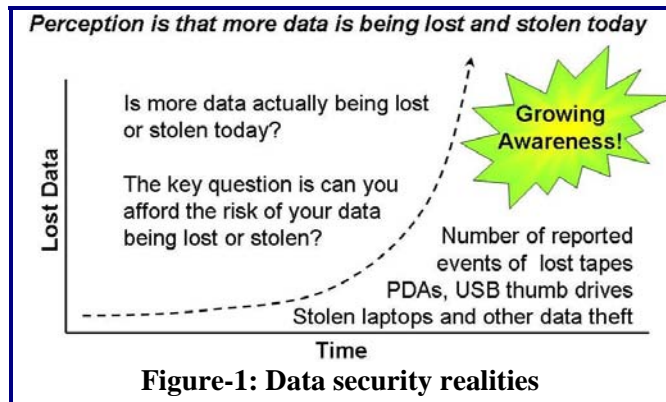 Perception is that more data is being lost and stolen today
Is more data actually being lost
or stolen today?
Growing
Awareness!
The key question is can you
afford the risk of your data
being lost or stolen?
Lost Data
Number of reported
events of lost tapes
PDAs, USB thumb drives
Stolen laptops and other data theft
Time
Figure-1: Data security realities